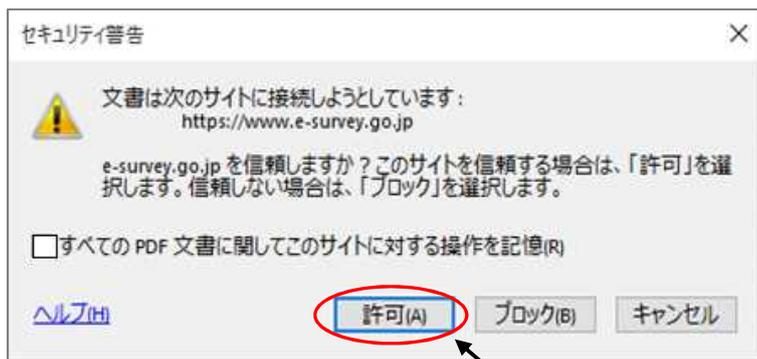 セキュリティ警告
文書は次のサイトに接続しようとしています:
https://www.e-survey.go.jp
e-survey.go.jp を信頼しますか？このサイトを信頼する場合は、「許可」を選
択します。信頼しない場合は、「ブロック」を選択します。
すべての PDF 文書に関してこのサイトに対する操作を記憶(R)
ヘルプ(H) 許可(A) ブロック(B) キャンセル